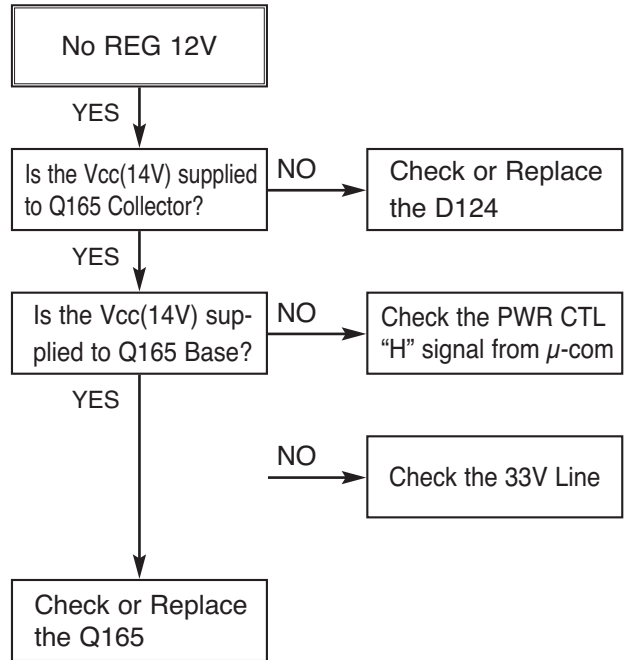 No REG 12V
YES
Is the Vcc(14V) supplied
to Q165 Collector?
NO
Check or Replace
the D124
YES
Is the Vcc(14V) sup-
plied to Q165 Base?
NO
Check the PWR CTL
“H” signal from µ-com
YES
NO
Check the 33V Line
Check or Replace
the Q165